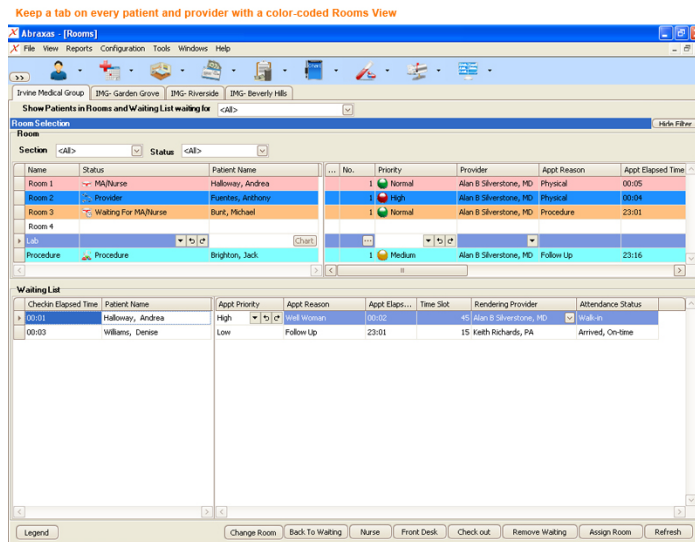 Keep a tab on every patient and provider with a color-coded Rooms View
Abraxas - [Rooms]
File View Reports Configuration Tools Windows Help
>>
Irvine Medical Group IMG- Garden Grove IMG- Riverside IMG- Beverly Hills
Show Patients in Rooms and Waiting List waiting for <All>
Room Selection Hide Filter
Room
Section <All> Status <All>
Name Status Patient Name ... No. Priority Provider Appt Reason Appt Elapsed Time
Room 1 MA/Nurse Halloway, Andrea 1 Normal Alan B Silverstone, MD Physical 00:05
Room 2 Provider Fuentes, Anthony 1 High Alan B Silverstone, MD Physical 00:04
Room 3 Waiting For MA/Nurse Bunt, Michael 1 Normal Alan B Silverstone, MD Procedure 23:01
Room 4
Lab Chart ...
Procedure Procedure Brighton, Jack 1 Medium Alan B Silverstone, MD Follow Up 23:16
Waiting List
Checkin Elapsed Time Patient Name Appt Priority Appt Reason Appt Elaps... Time Slot Rendering Provider Attendance Status
00:01 Halloway, Andrea High Well Woman 00:02 45 Alan B Silverstone, MD Walk-in
00:03 Williams, Denise Low Follow Up 23:01 15 Keith Richards, PA Arrived, On-time
Legend Change Room Back To Waiting Nurse Front Desk Check out Remove Waiting Assign Room Refresh